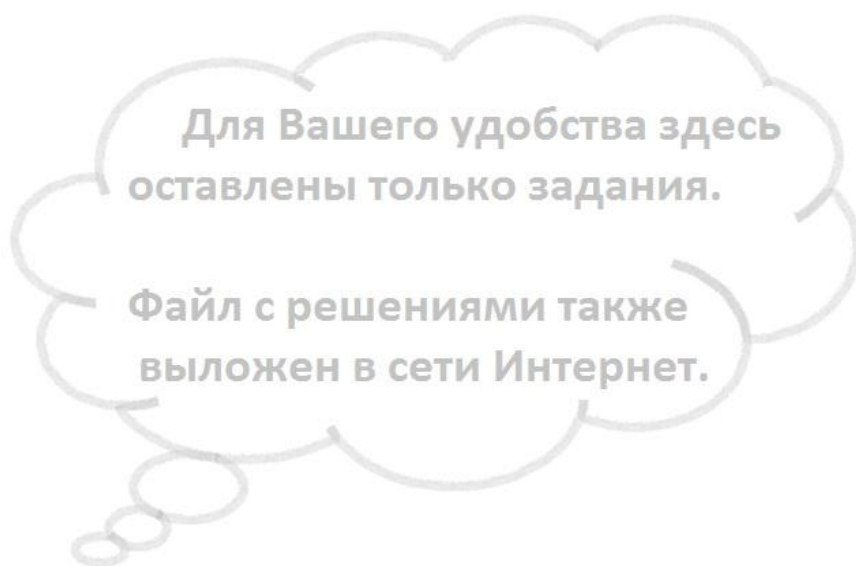 Для Вашего удобства здесь
оставлены только задания.
Файл с решениями также
выложен в сети Интернет.